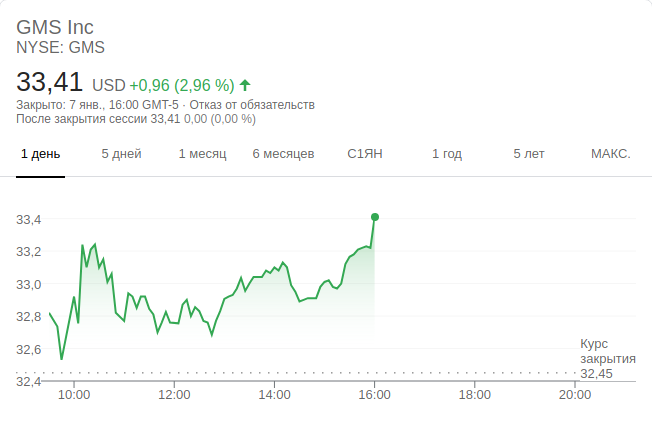 GMS Inc
NYSE: GMS
33,41 USD +0,96 (2,96 %)
Закрыто: 7 янв., 16:00 GMT-5 · Отказ от обязательств
После закрытия сессии 33,41 0,00 (0,00 %)
1 день 5 дней 1 месяц 6 месяцев С1ЯН 1 год 5 лет МАКС.
33,4
33,2
33,0
32,8
32,6
32,4
Курс
закрытия
32,45
10:00 12:00 14:00 16:00 18:00 20:00